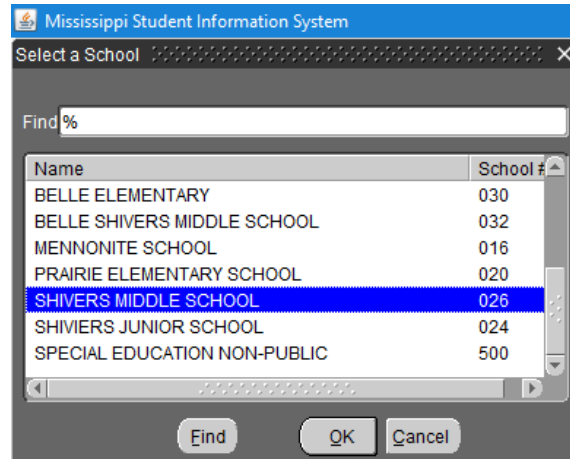 Mississippi Student Information System
Select a School
Find %
Name School #
BELLE ELEMENTARY 030
BELLE SHIVERS MIDDLE SCHOOL 032
MENNONITE SCHOOL 016
PRAIRIE ELEMENTARY SCHOOL 020
SHIVERS MIDDLE SCHOOL 026
SHIVIERS JUNIOR SCHOOL 024
SPECIAL EDUCATION NON-PUBLIC 500
Find OK Cancel